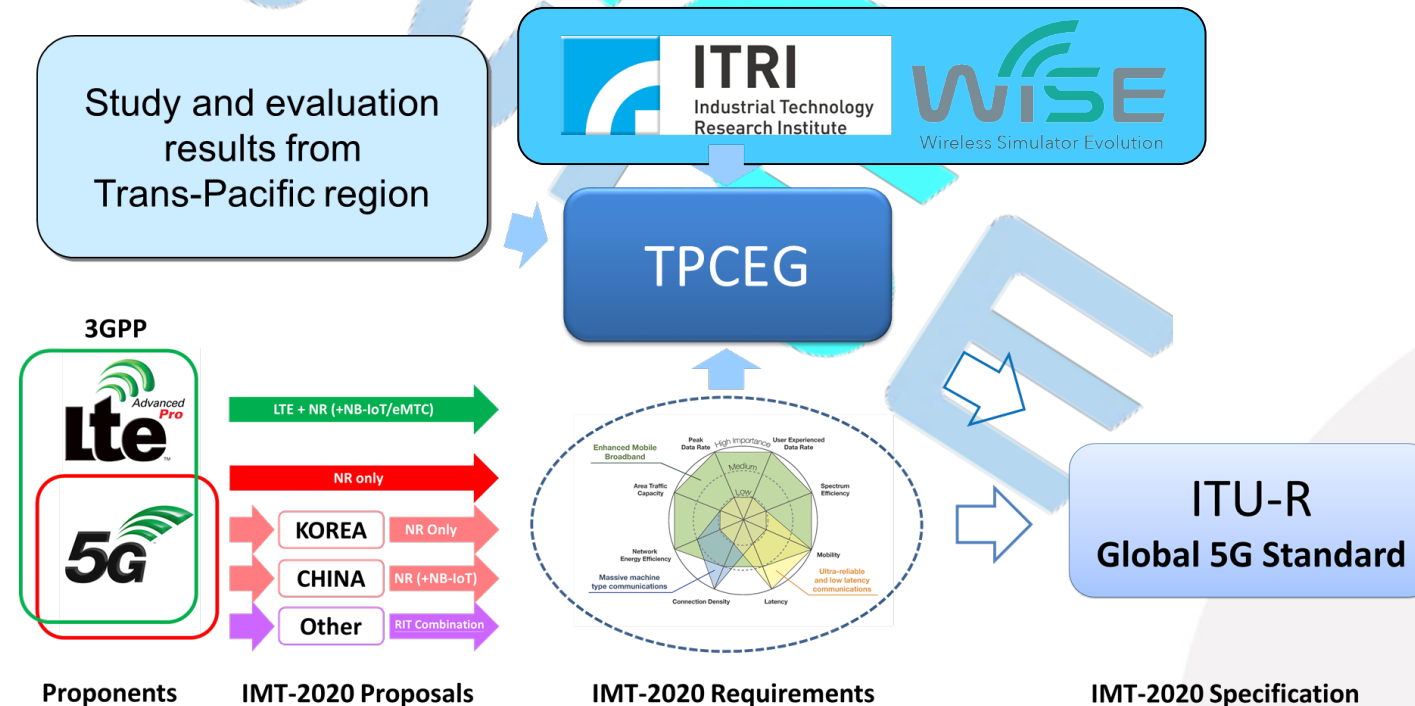 Study and evaluation
results from
Trans-Pacific region
ITRI
Industrial Technology
Research Institute
WiSE
Wireless Simulator Evolution
TPCEG
3GPP
Lte
Advanced
Pro
TM
5G
LTE + NR (+NB-IoT/eMTC)
NR only
KOREA
NR Only
CHINA
NR (+NB-IoT)
Other
RIT Combination
Enhanced Mobile
Broadband
Peak
Data Rate
High Importance
User Experienced
Data Rate
Medium
Low
Area Traffic
Capacity
Spectrum
Efficiency
Network
Energy Efficiency
Mobility
Massive machine
type communications
Ultra-reliable
and low latency
communications
Connection Density
Latency
ITU-R
Global 5G Standard
Proponents
IMT-2020 Proposals
IMT-2020 Requirements
IMT-2020 Specification